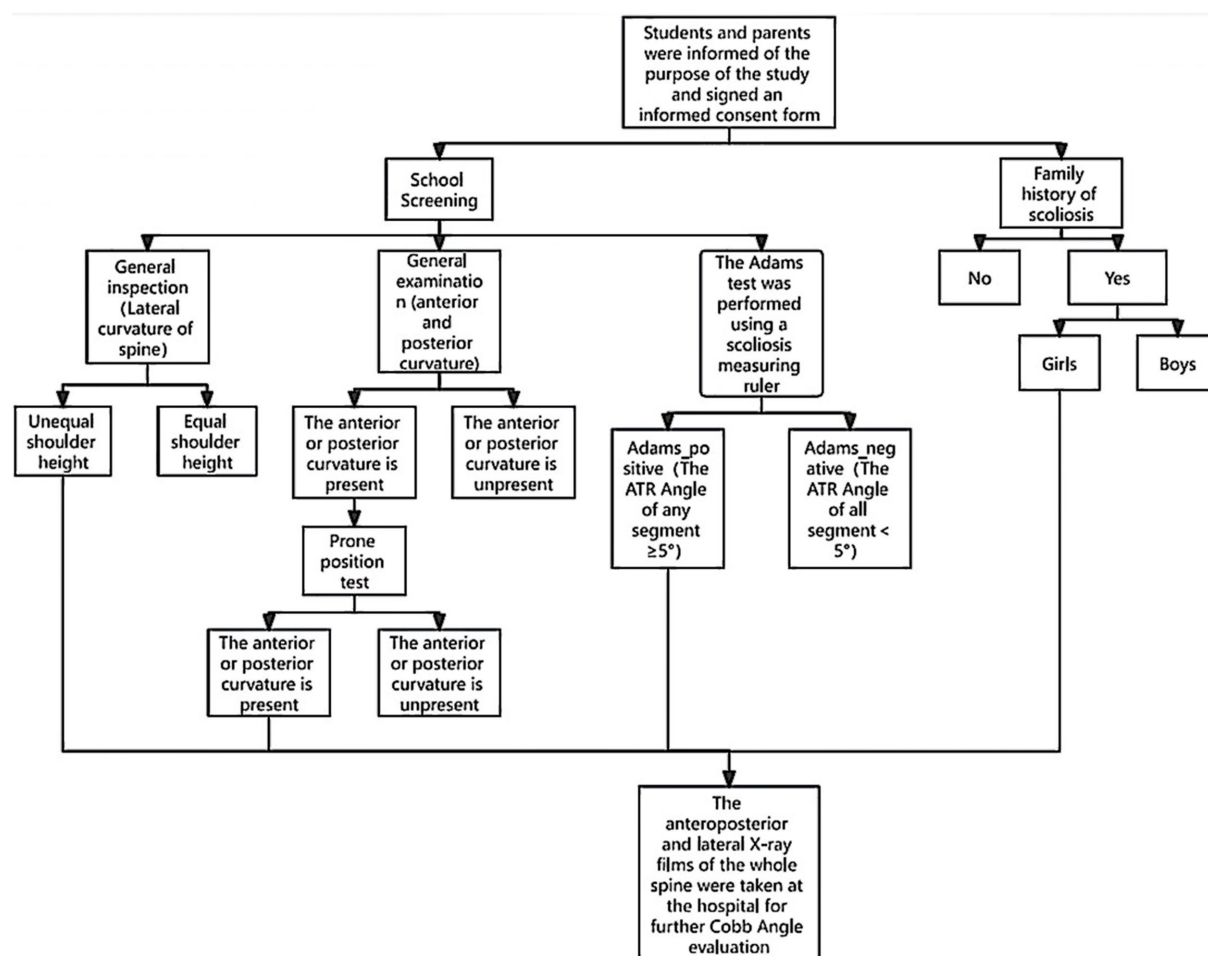 Students and parents
were informed of the
purpose of the study
and signed an
informed consent form
School
Screening
Family
history of
scoliosis
General
inspection
(Lateral
curvature of
spine)
General
examinatio
n (anterior
and
posterior
curvature)
The Adams
test was
performed
using a
scoliosis
measuring
ruler
No
Yes
Girls
Boys
Unequal
shoulder
height
Equal
shoulder
height
The anterior
or posterior
curvature is
present
The anterior
or posterior
curvature is
unpresent
Adams_po
sitive (The
ATR Angle
of any
segment
≥5°)
Adams_neg
ative (The
ATR Angle
of all
segment <
5°)
Prone
position
test
The anterior
or posterior
curvature is
present
The anterior
or posterior
curvature is
unpresent
The
anteroposterior
and lateral X-ray
films of the whole
spine were taken at
the hospital for
further Cobb Angle
evaluation